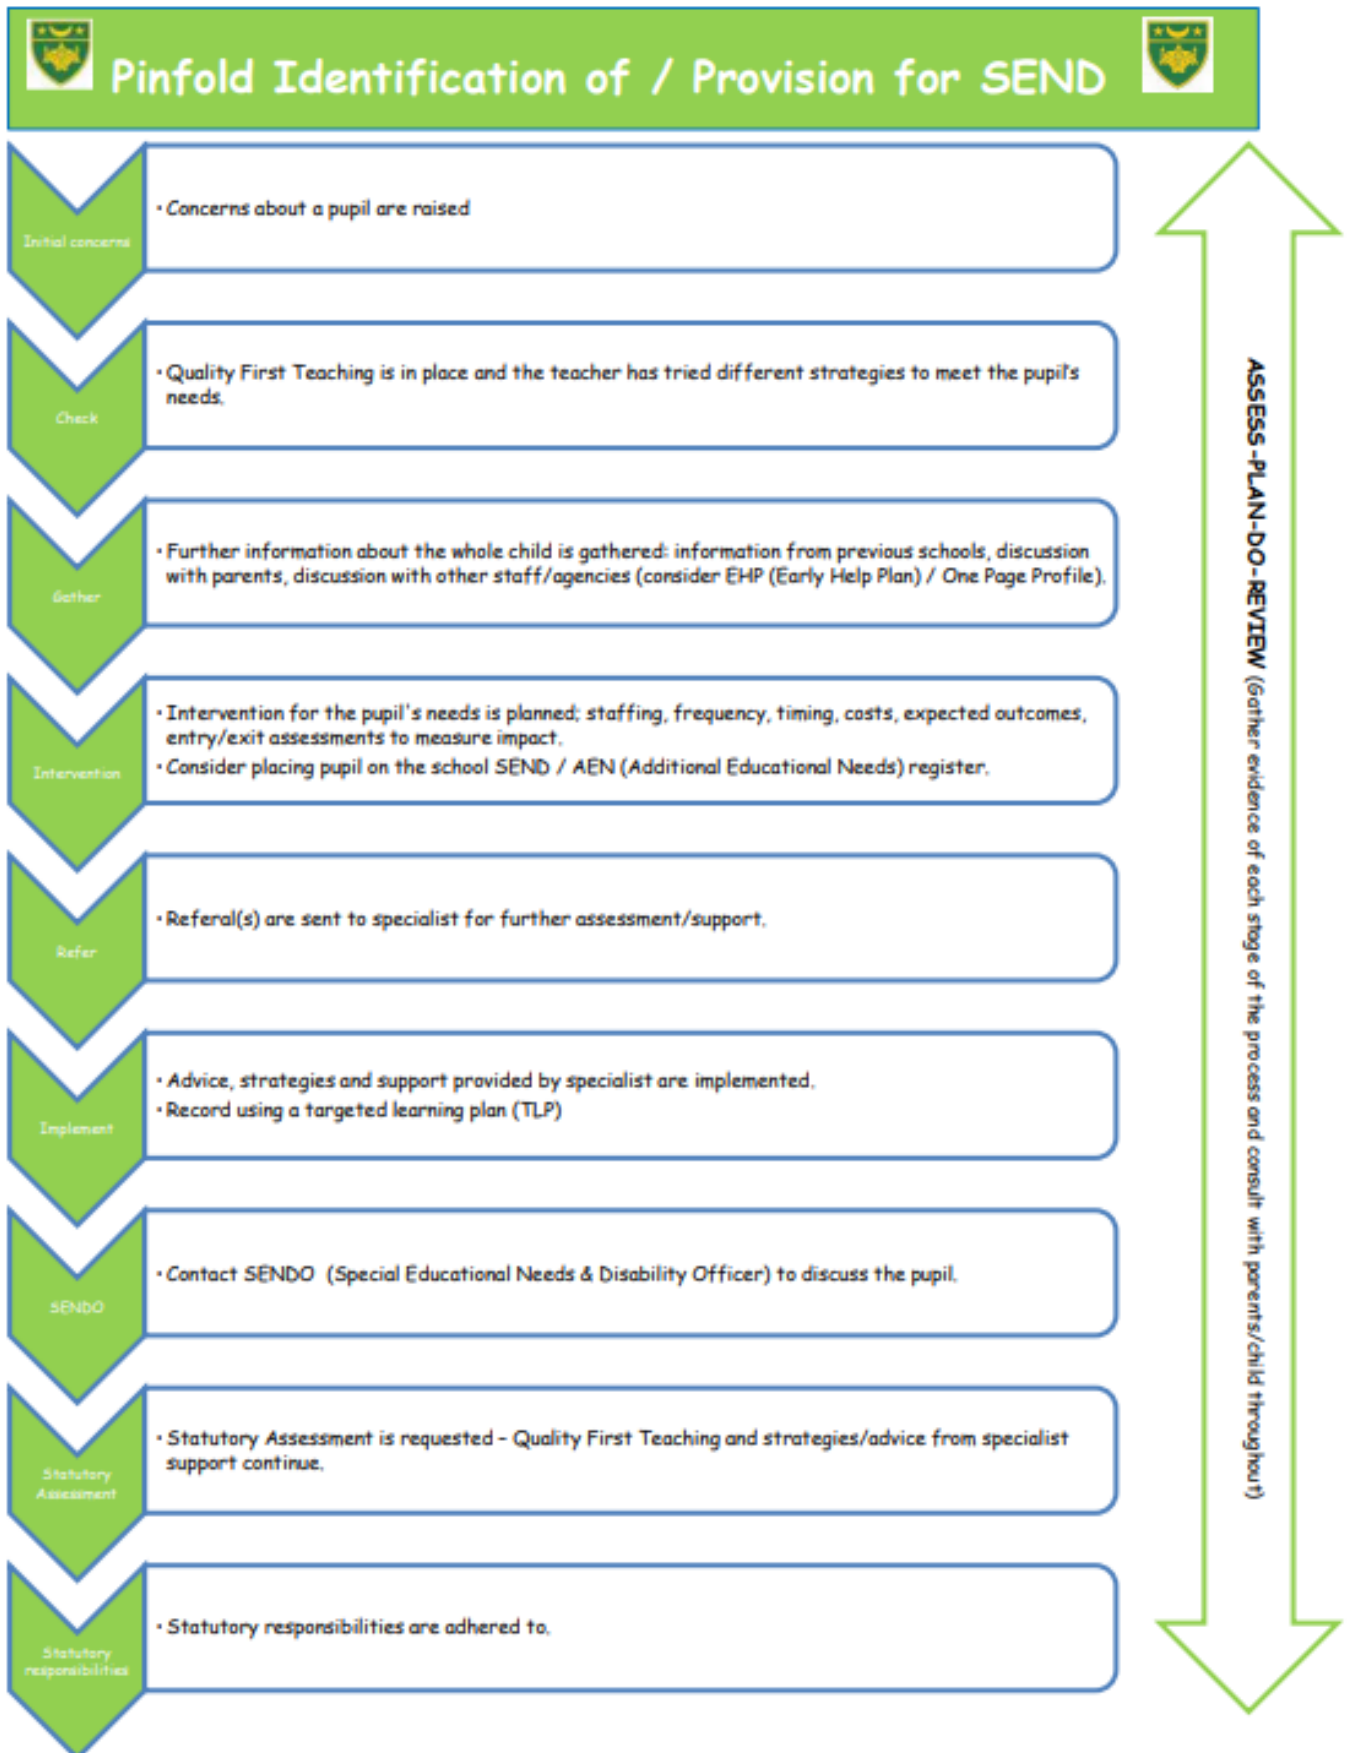 Pinfold Identification of / Provision for SEND
Initial concerns
· Concerns about a pupil are raised
Check
· Quality First Teaching is in place and the teacher has tried different strategies to meet the pupil's
needs.
Gather
· Further information about the whole child is gathered: information from previous schools, discussion
with parents, discussion with other staff/agencies (consider EHP (Early Help Plan) / One Page Profile).
Intervention
· Intervention for the pupil's needs is planned; staffing, frequency, timing, costs, expected outcomes,
entry/exit assessments to measure impact.
· Consider placing pupil on the school SEND / AEN (Additional Educational Needs) register.
Refer
· Referal(s) are sent to specialist for further assessment/support.
Implement
· Advice, strategies and support provided by specialist are implemented.
· Record using a targeted learning plan (TLP)
SENDO
· Contact SENDO (Special Educational Needs & Disability Officer) to discuss the pupil.
Statutory
Assessment
· Statutory Assessment is requested – Quality First Teaching and strategies/advice from specialist
support continue.
Statutory
responsibilities
· Statutory responsibilities are adhered to.
ASSESS-PLAN-DO-REVIEW (Gather evidence of each stage of the process and consult with parents/child throughout)